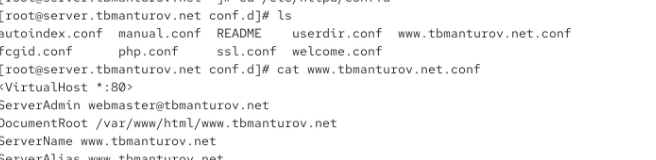 [root@server.tbmanturov.net conf.d]# ls
autoindex.conf  manual.conf  README     userdir.conf  www.tbmanturov.net.conf
fcgid.conf      php.conf     ssl.conf   welcome.conf
[root@server.tbmanturov.net conf.d]# cat www.tbmanturov.net.conf
<VirtualHost *:80>
ServerAdmin webmaster@tbmanturov.net
DocumentRoot /var/www/html/www.tbmanturov.net
ServerName www.tbmanturov.net
ServerAlias www.tbmanturov.net